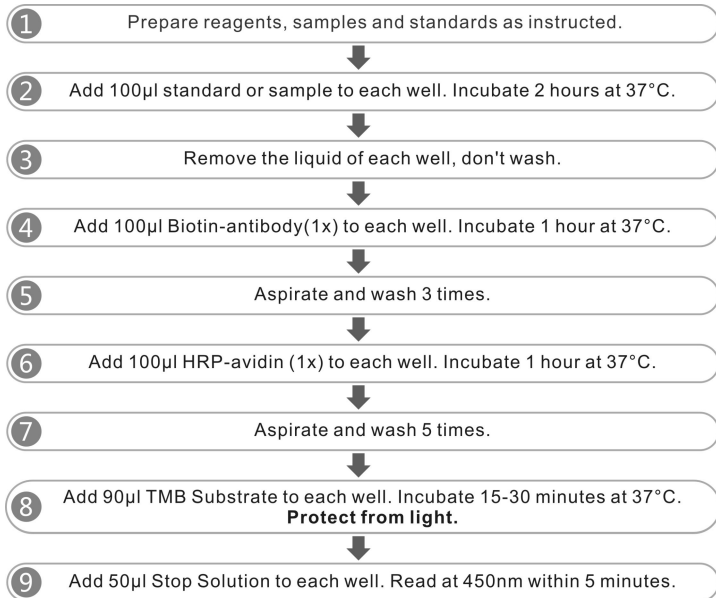 1 Prepare reagents, samples and standards as instructed.
2 Add 100μl standard or sample to each well. Incubate 2 hours at 37°C.
3 Remove the liquid of each well, don't wash.
4 Add 100μl Biotin-antibody(1x) to each well. Incubate 1 hour at 37°C.
5 Aspirate and wash 3 times.
6 Add 100μl HRP-avidin (1x) to each well. Incubate 1 hour at 37°C.
7 Aspirate and wash 5 times.
8 Add 90μl TMB Substrate to each well. Incubate 15-30 minutes at 37°C.
Protect from light.
9 Add 50μl Stop Solution to each well. Read at 450nm within 5 minutes.